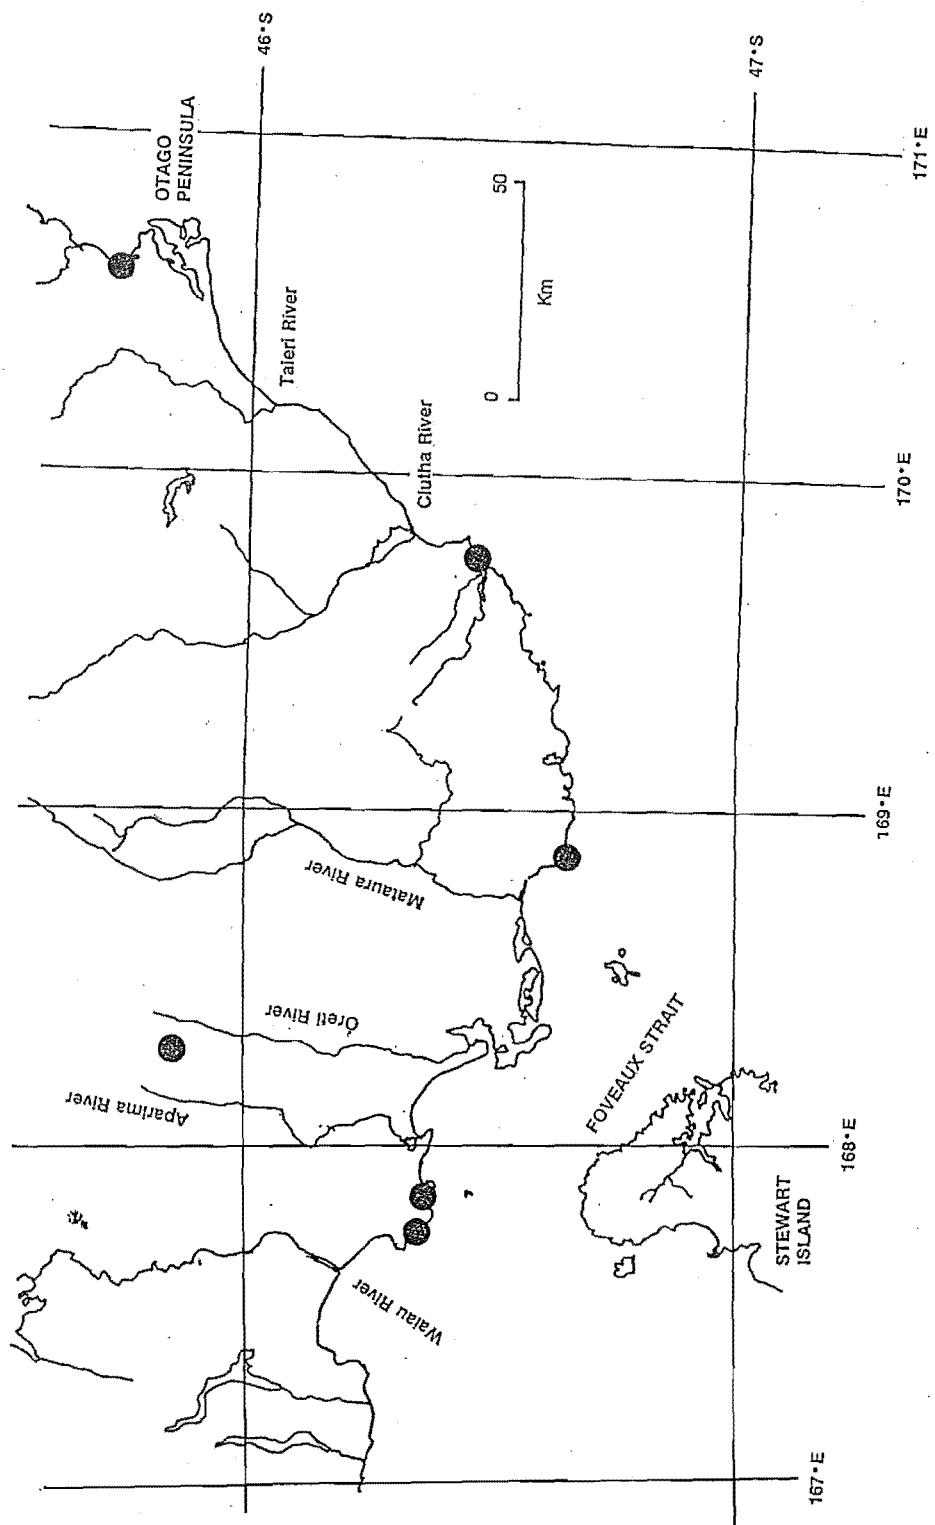 46°S
47°S
OTAGO
PENINSULA
171°E
50
Km
0
Taieri River
Clutha River
170°E
169°E
Mataura River
Oreti River
Aparima River
FOVEAUX STRAIT
168°E
STEWART
ISLAND
Waiau River
167°E